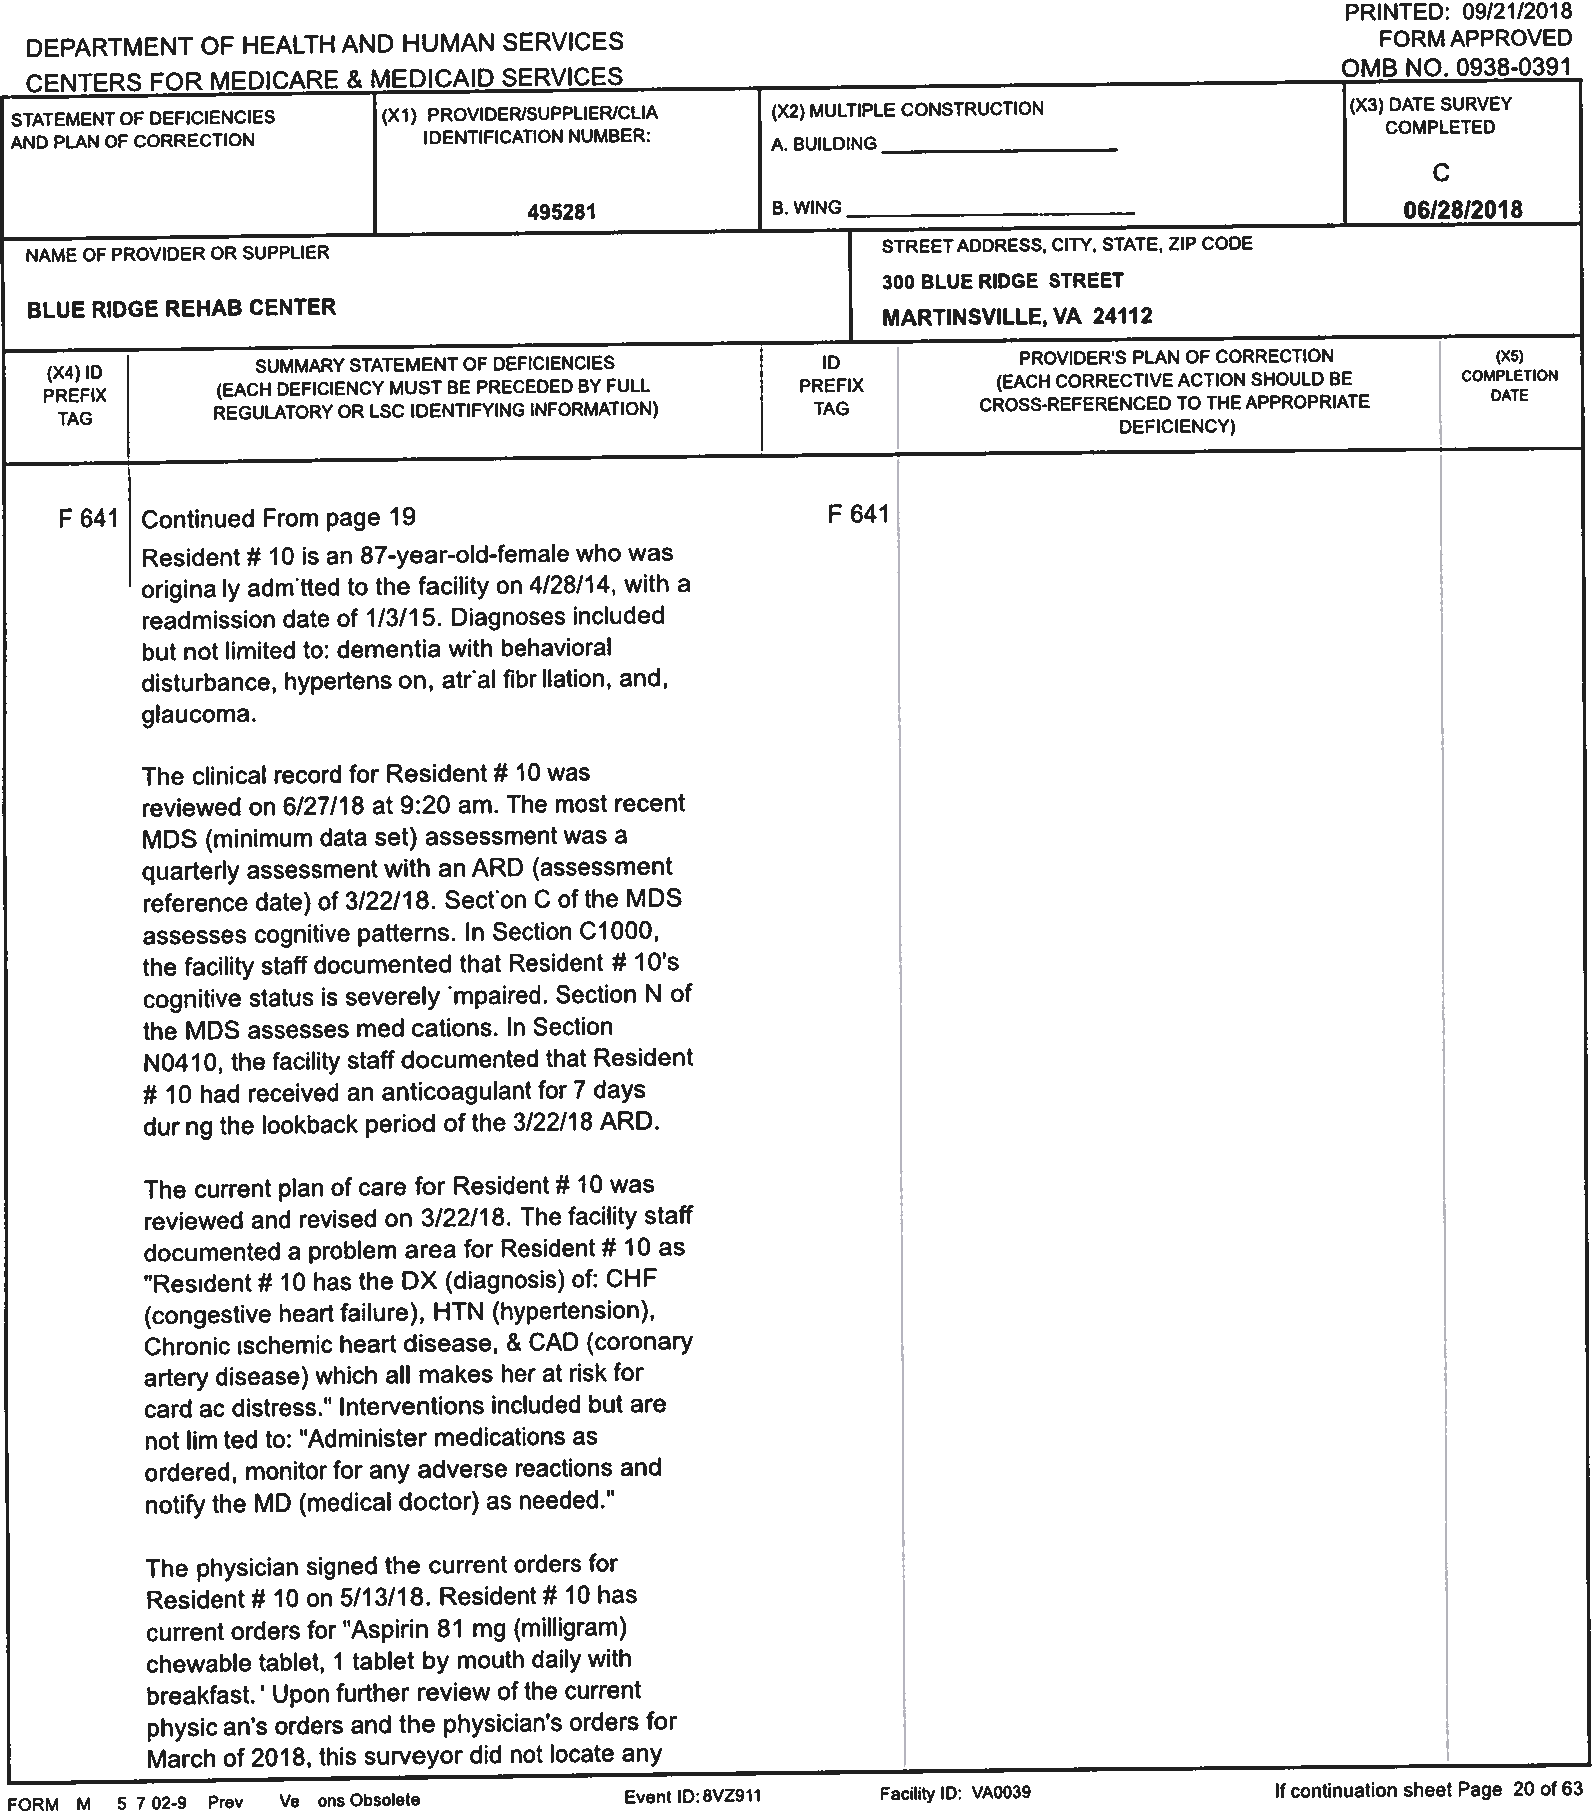 PRINTED: 09/21/2018
DEPARTMENT OF HEALTH AND HUMAN SERVICES
FORM APPROVED
CENTERS FOR MEDICARE & MEDICAID SERVICES
OMB NO. 0938-0391
STATEMENT OF DEFICIENCIES
AND PLAN OF CORRECTION
(X1) PROVIDER/SUPPLIER/CLIA
IDENTIFICATION NUMBER:
495281
(X2) MULTIPLE CONSTRUCTION
A. BUILDING
B. WING
(X3) DATE SURVEY
COMPLETED
C
06/28/2018
NAME OF PROVIDER OR SUPPLIER
BLUE RIDGE REHAB CENTER
STREET ADDRESS, CITY, STATE, ZIP CODE
300 BLUE RIDGE STREET
MARTINSVILLE, VA 24112
(X4) ID
PREFIX
TAG
SUMMARY STATEMENT OF DEFICIENCIES
(EACH DEFICIENCY MUST BE PRECEDED BY FULL
REGULATORY OR LSC IDENTIFYING INFORMATION)
ID
PREFIX
TAG
PROVIDER'S PLAN OF CORRECTION
(EACH CORRECTIVE ACTION SHOULD BE
CROSS-REFERENCED TO THE APPROPRIATE
DEFICIENCY)
(X5)
COMPLETION
DATE
F 641
Continued From page 19
F 641
Resident # 10 is an 87-year-old-female who was
origina ly adm tted to the facility on 4/28/14, with a
readmission date of 1/3/15. Diagnoses included
but not limited to: dementia with behavioral
disturbance, hypertens on, atr al fibr llation, and,
glaucoma.
The clinical record for Resident # 10 was
reviewed on 6/27/18 at 9:20 am. The most recent
MDS (minimum data set) assessment was a
quarterly assessment with an ARD (assessment
reference date) of 3/22/18. Sect on C of the MDS
assesses cognitive patterns. In Section C1000,
the facility staff documented that Resident # 10's
cognitive status is severely mpaired. Section N of
the MDS assesses med cations. In Section
N0410, the facility staff documented that Resident
# 10 had received an anticoagulant for 7 days
dur ng the lookback period of the 3/22/18 ARD.
The current plan of care for Resident # 10 was
reviewed and revised on 3/22/18. The facility staff
documented a problem area for Resident # 10 as
"Resident # 10 has the DX (diagnosis) of: CHF
(congestive heart failure), HTN (hypertension),
Chronic ischemic heart disease, & CAD (coronary
artery disease) which all makes her at risk for
card ac distress." Interventions included but are
not lim ted to: "Administer medications as
ordered, monitor for any adverse reactions and
notify the MD (medical doctor) as needed."
The physician signed the current orders for
Resident # 10 on 5/13/18. Resident # 10 has
current orders for "Aspirin 81 mg (milligram)
chewable tablet, 1 tablet by mouth daily with
breakfast. ' Upon further review of the current
physic an's orders and the physician's orders for
March of 2018, this surveyor did not locate any
FORM M 5 7 02-9 Prev Ve ons Obsolete
Event ID: 8VZ911
Facility ID: VA0039
If continuation sheet Page 20 of 63